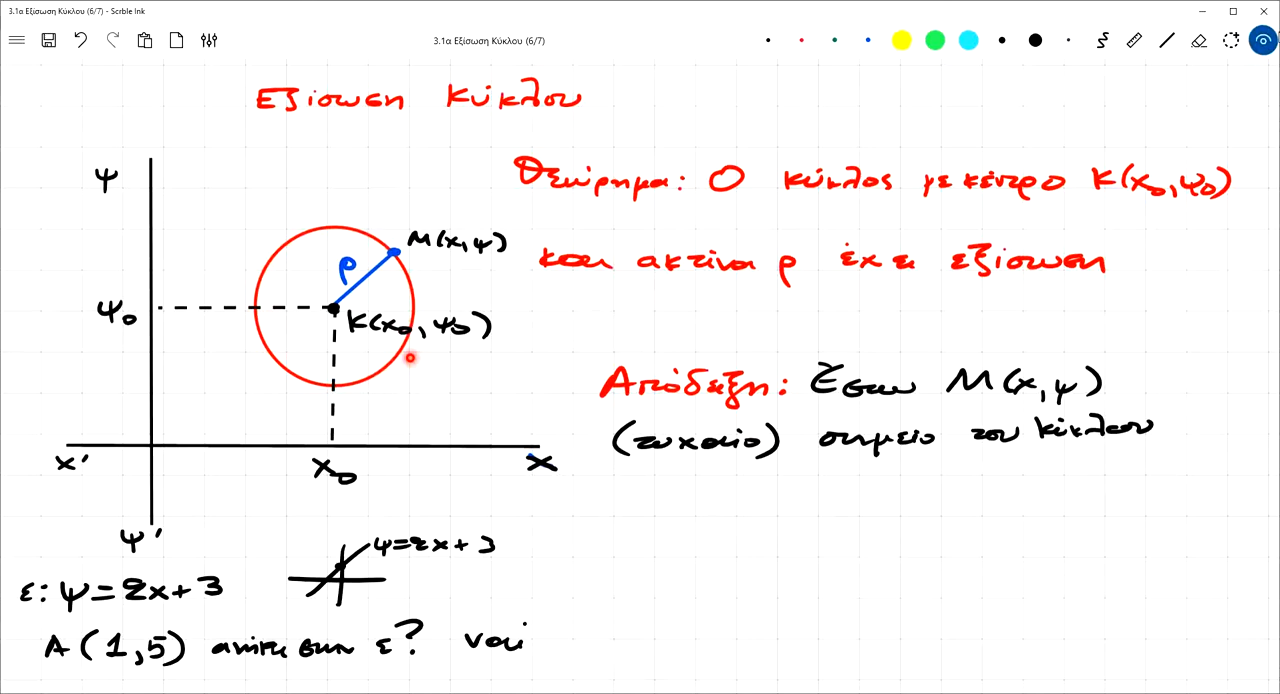 3.1α Εξίσωση Κύκλου (6/7) - Scrble Ink
3.1α Εξίσωση Κύκλου (6/7)
Εξίσωση Κύκλου
Θεώρημα: Ο κύκλος με κέντρο Κ(x₀,ψ₀)
και ακτίνα ρ έχει εξίσωση
ψ
Μ(x,ψ)
ρ
ψ₀
Κ(x₀,ψ₀)
Απόδειξη: Έστω Μ(x,ψ)
(τυχαίο) σημείο του κύκλου
x'
x₀
x
ψ'
ψ=2x+3
ε: ψ=2x+3
Α(1,5) ανήκει στην ε? ναί